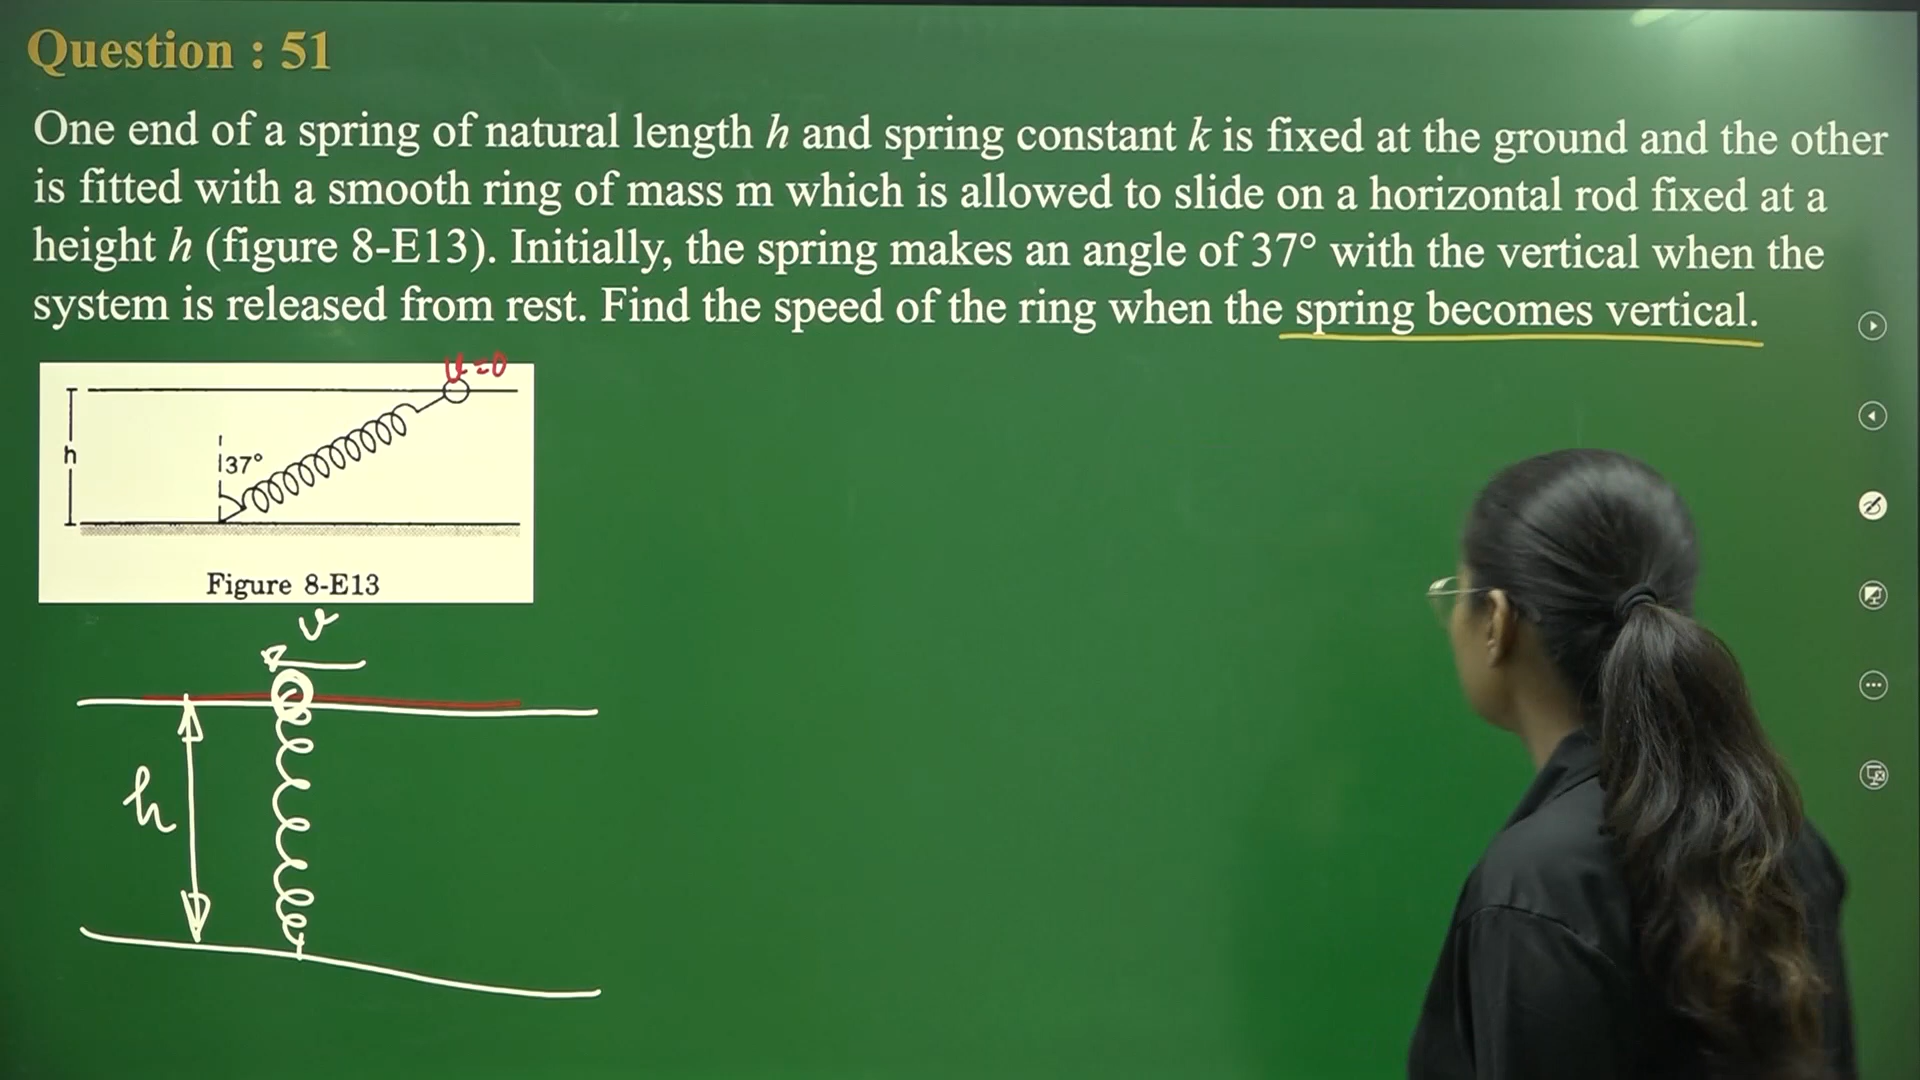 Question : 51
One end of a spring of natural length h and spring constant k is fixed at the ground and the other
is fitted with a smooth ring of mass m which is allowed to slide on a horizontal rod fixed at a
height h (figure 8-E13). Initially, the spring makes an angle of 37° with the vertical when the
system is released from rest. Find the speed of the ring when the spring becomes vertical.
u=0
h
37°
Figure 8-E13
v
h